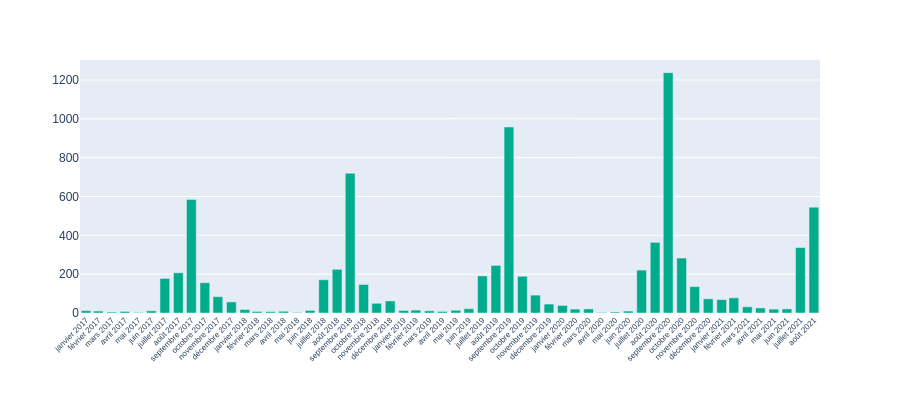 1200
1000
800
600
400
200
0
janvier 2017
février 2017
mars 2017
avril 2017
mai 2017
juin 2017
juillet 2017
août 2017
septembre 2017
octobre 2017
novembre 2017
décembre 2017
janvier 2018
février 2018
mars 2018
avril 2018
mai 2018
juin 2018
juillet 2018
août 2018
septembre 2018
octobre 2018
novembre 2018
décembre 2018
janvier 2019
février 2019
mars 2019
avril 2019
mai 2019
juin 2019
juillet 2019
août 2019
septembre 2019
octobre 2019
novembre 2019
décembre 2019
janvier 2020
février 2020
mars 2020
avril 2020
mai 2020
juin 2020
juillet 2020
août 2020
septembre 2020
octobre 2020
novembre 2020
décembre 2020
janvier 2021
février 2021
mars 2021
avril 2021
mai 2021
juin 2021
juillet 2021
août 2021